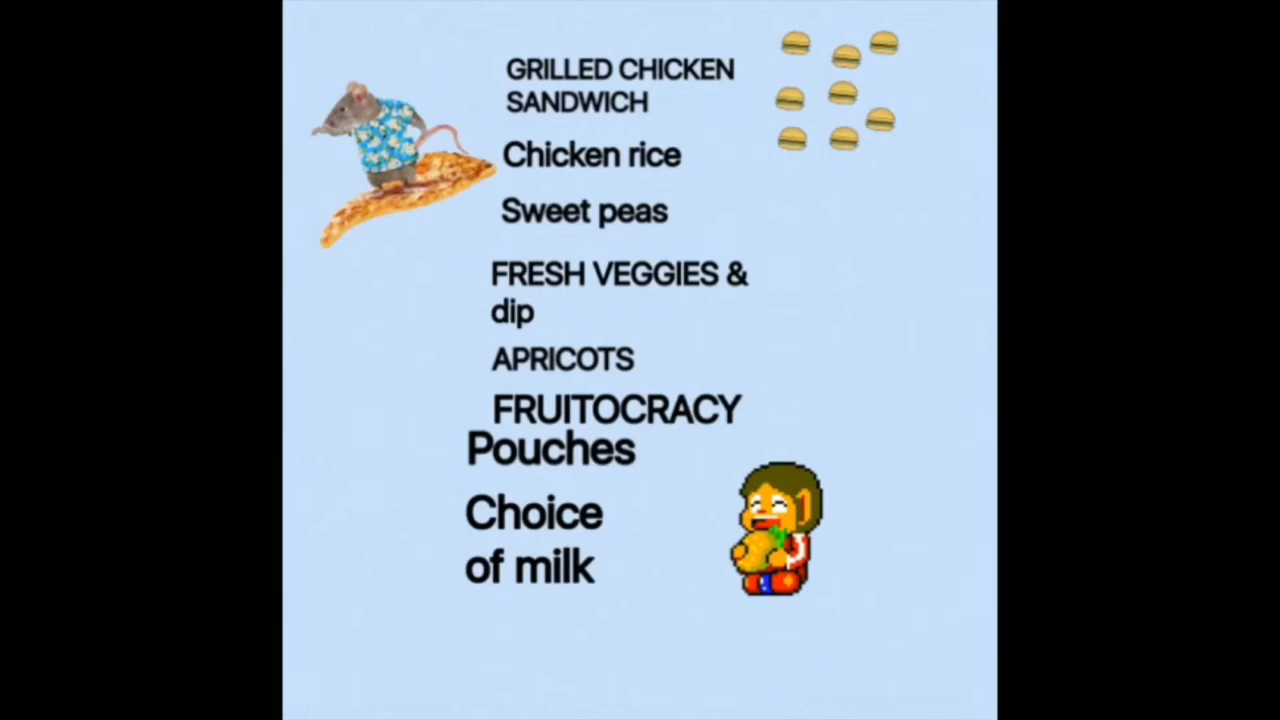 GRILLED CHICKEN
SANDWICH
Chicken rice
Sweet peas
FRESH VEGGIES &
dip
APRICOTS
FRUITOCRACY
Pouches
Choice
of milk